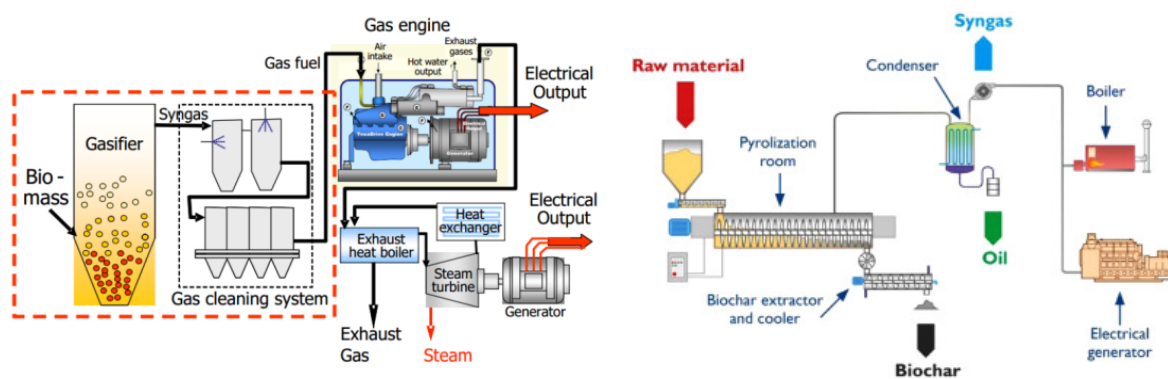 Gas engine
Air
intake
Exhaust
gases
Hot water
output
Gas fuel
Electrical
Output
Syngas
Gasifier
Bio -
mass
Gas cleaning system
Electrical
Output
Heat
exchanger
Exhaust
heat boiler
Steam
turbine
Generator
Exhaust
Gas
Steam
Syngas
Raw material
Condenser
Boiler
Pyrolization
room
Oil
Biochar extractor
and cooler
Biochar
Electrical
generator